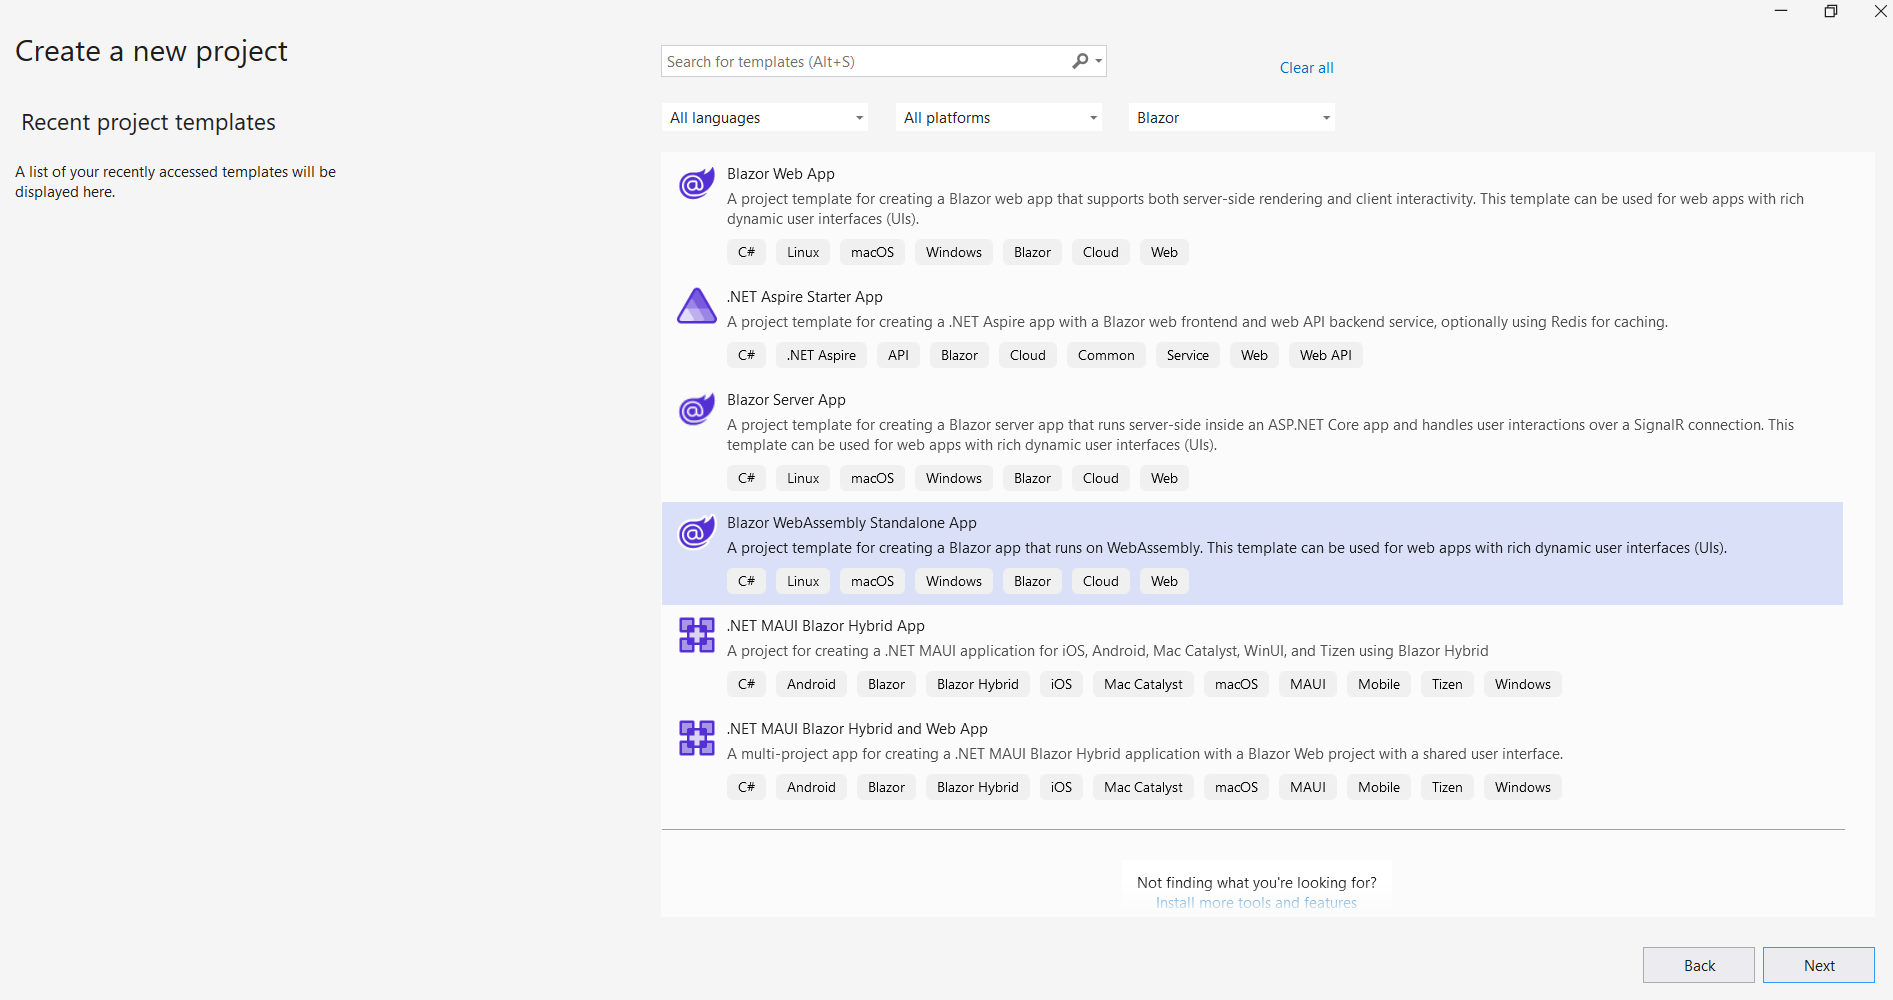 Create a new project
Recent project templates
A list of your recently accessed templates will be
displayed here.
Search for templates (Alt+S)
Clear all
All languages
All platforms
Blazor
Blazor Web App
A project template for creating a Blazor web app that supports both server-side rendering and client interactivity. This template can be used for web apps with rich
dynamic user interfaces (UIs).
C# Linux macOS Windows Blazor Cloud Web
.NET Aspire Starter App
A project template for creating a .NET Aspire app with a Blazor web frontend and web API backend service, optionally using Redis for caching.
C# .NET Aspire API Blazor Cloud Common Service Web Web API
Blazor Server App
A project template for creating a Blazor server app that runs server-side inside an ASP.NET Core app and handles user interactions over a SignalR connection. This
template can be used for web apps with rich dynamic user interfaces (UIs).
C# Linux macOS Windows Blazor Cloud Web
Blazor WebAssembly Standalone App
A project template for creating a Blazor app that runs on WebAssembly. This template can be used for web apps with rich dynamic user interfaces (UIs).
C# Linux macOS Windows Blazor Cloud Web
.NET MAUI Blazor Hybrid App
A project for creating a .NET MAUI application for iOS, Android, Mac Catalyst, WinUI, and Tizen using Blazor Hybrid
C# Android Blazor Blazor Hybrid iOS Mac Catalyst macOS MAUI Mobile Tizen Windows
.NET MAUI Blazor Hybrid and Web App
A multi-project app for creating a .NET MAUI Blazor Hybrid application with a Blazor Web project with a shared user interface.
C# Android Blazor Blazor Hybrid iOS Mac Catalyst macOS MAUI Mobile Tizen Windows
Not finding what you're looking for?
Install more tools and features
Back
Next